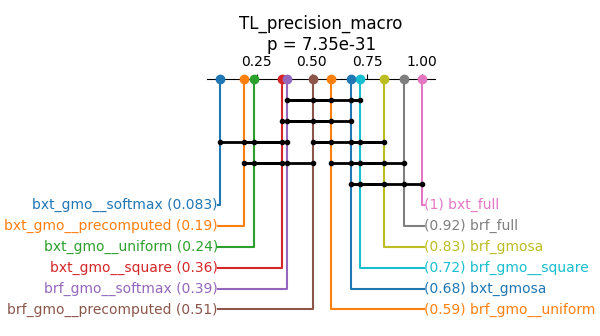 TL_precision_macro
p = 7.35e-31
0.25 0.50 0.75 1.00
bxt_gmo__softmax (0.083) (1) bxt_full
bxt_gmo__precomputed (0.19) (0.92) brf_full
bxt_gmo__uniform (0.24) (0.83) brf_gmosa
bxt_gmo__square (0.36) (0.72) brf_gmo__square
brf_gmo__softmax (0.39) (0.68) bxt_gmosa
brf_gmo__precomputed (0.51) (0.59) brf_gmo__uniform